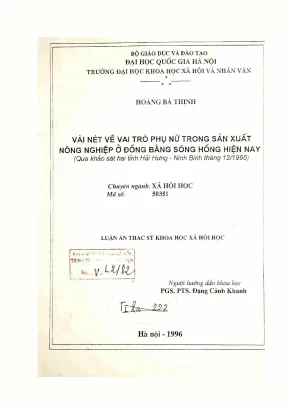 BỘ GIÁO DỤC VÀ ĐÀO TẠO
ĐẠI HỌC QUỐC GIA HÀ NỘI
TRƯỜNG ĐẠI HỌC KHOA HỌC XÃ HỘI VÀ NHÂN VĂN
HOÀNG BÁ THỊNH
VÀI NÉT VỀ VAI TRÒ PHỤ NỮ TRONG SẢN XUẤT
NÔNG NGHIỆP Ở ĐỒNG BẰNG SÔNG HỒNG HIỆN NAY
(Qua khảo sát hai tỉnh Hải Hưng - Ninh Bình tháng 12/1995)
Chuyên ngành: XÃ HỘI HỌC
Mã số: 50351
LUẬN ÁN THẠC SỸ KHOA HỌC XÃ HỘI HỌC
V-L2/82
Người hướng dẫn khoa học
PGS. PTS. Đặng Cảnh Khanh
222
Hà nội - 1996